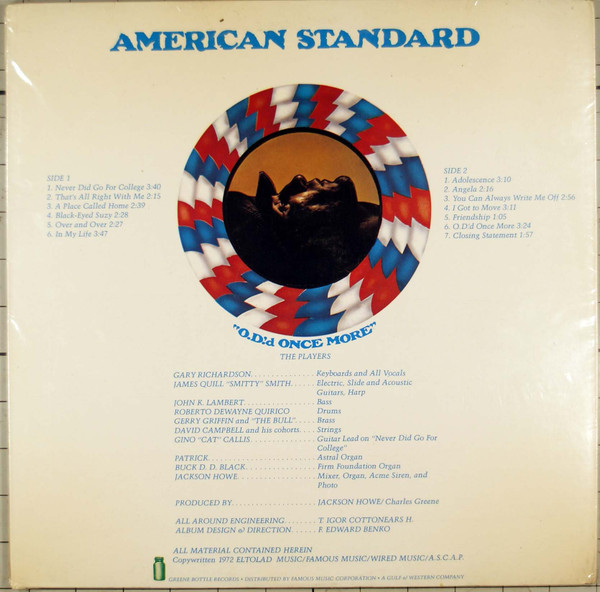 AMERICAN STANDARD
SIDE 1
1. Never Did Go For College 3:40
2. That's All Right With Me 2:15
3. A Place Called Home 2:39
4. Black-Eyed Suzy 2:28
5. Over and Over 2:27
6. In My Life 3:47
SIDE 2
1. Adolescence 3:10
2. Angela 2:16
3. You Can Always Write Me Off 2:56
4. I Got to Move 3:11
5. Friendship 1:05
6. O.D.'d Once More 3:24
7. Closing Statement 1:57
"O.D.'d ONCE MORE"
THE PLAYERS
GARY RICHARDSON. . . . . . . . . . . . . Keyboards and All Vocals
JAMES QUILL "SMITTY" SMITH. . . . . Electric, Slide and Acoustic
Guitars, Harp
JOHN R. LAMBERT. . . . . . . . . . . . . . Bass
ROBERTO DEWAYNE QUIRICO Drums
GERRY GRIFFIN and "THE BULL". . . . Brass
DAVID CAMPBELL and his cohorts. . . . Strings
GINO "CAT" CALLIS. . . . . . . . . . . . . Guitar Lead on "Never Did Go For
College"
PATRICK. . . . . . . . . . . . . . . . . . . . Astral Organ
BUCK D. D. BLACK. . . . . . . . . . . . . Firm Foundation Organ
JACKSON HOWE. . . . . . . . . . . . . . . Mixer, Organ, Acme Siren, and
Photo
PRODUCED BY. . . . . . . . . . . . . . . . JACKSON HOWE/ Charles Greene
ALL AROUND ENGINEERING. . . . . . . . T. IGOR COTTONEAKS H.
ALBUM DESIGN & DIRECTION. . . . . . F. EDWARD BENKO
ALL MATERIAL CONTAINED HEREIN
Copywritten 1972 ELTOLAD MUSIC/FAMOUS MUSIC/WIRED MUSIC/A.S.C.A.P.
GREENE BOTTLE RECORDS • DISTRIBUTED BY FAMOUS MUSIC CORPORATION • A GULF & WESTERN COMPANY